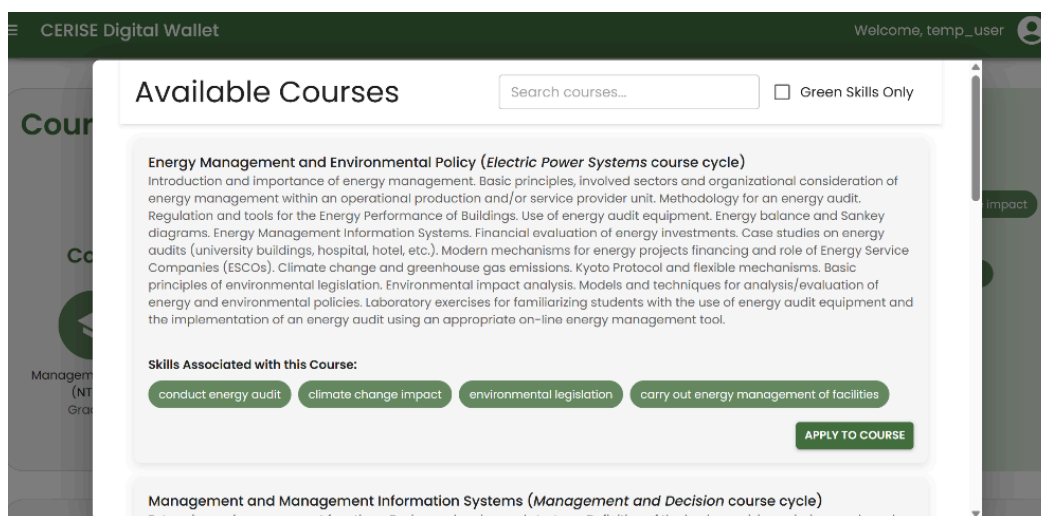 CERISE Digital Wallet
Welcome, temp_user
Available Courses
Search courses...
Green Skills Only
Cour
impact
Energy Management and Environmental Policy (Electric Power Systems course cycle)
Introduction and importance of energy management. Basic principles, involved sectors and organizational consideration of
energy management within an operational production and/or service provider unit. Methodology for an energy audit.
Regulation and tools for the Energy Performance of Buildings. Use of energy audit equipment. Energy balance and Sankey
diagrams. Energy Management Information Systems. Financial evaluation of energy investments. Case studies on energy
audits (university buildings, hospital, hotel, etc.). Modern mechanisms for energy projects financing and role of Energy Service
Companies (ESCOs). Climate change and greenhouse gas emissions. Kyoto Protocol and flexible mechanisms. Basic
principles of environmental legislation. Environmental impact analysis. Models and techniques for analysis/evaluation of
energy and environmental policies. Laboratory exercises for familiarizing students with the use of energy audit equipment and
the implementation of an energy audit using an appropriate on-line energy management tool.
Co
Managem
(NT
Grad
Skills Associated with this Course:
conduct energy audit
climate change impact
environmental legislation
carry out energy management of facilities
APPLY TO COURSE
Management and Management Information Systems (Management and Decision course cycle)